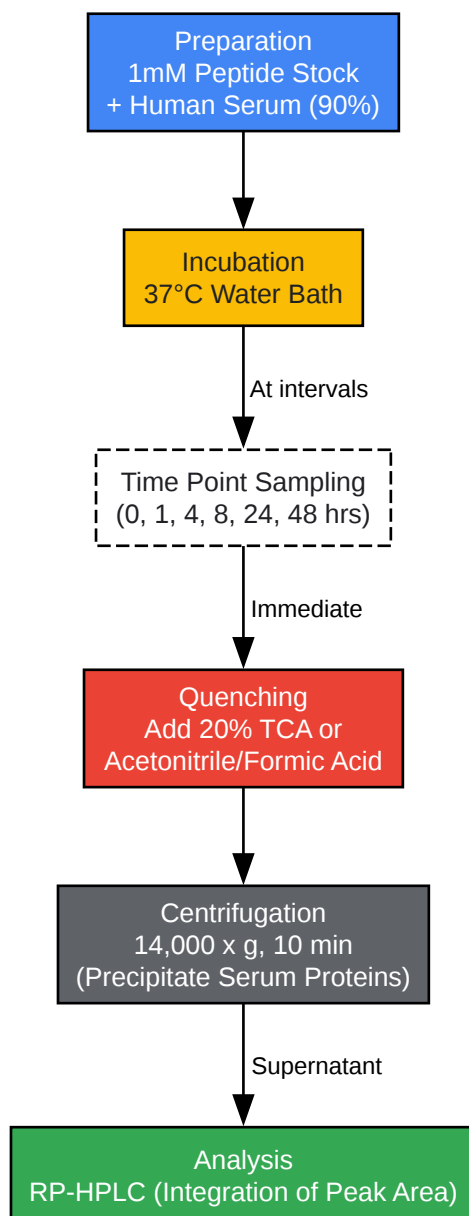 Preparation
1mM Peptide Stock
+ Human Serum (90%)
Incubation
37°C Water Bath
At intervals
Time Point Sampling
(0, 1, 4, 8, 24, 48 hrs)
Immediate
Quenching
Add 20% TCA or
Acetonitrile/Formic Acid
Centrifugation
14,000 x g, 10 min
(Precipitate Serum Proteins)
Supernatant
Analysis
RP-HPLC (Integration of Peak Area)